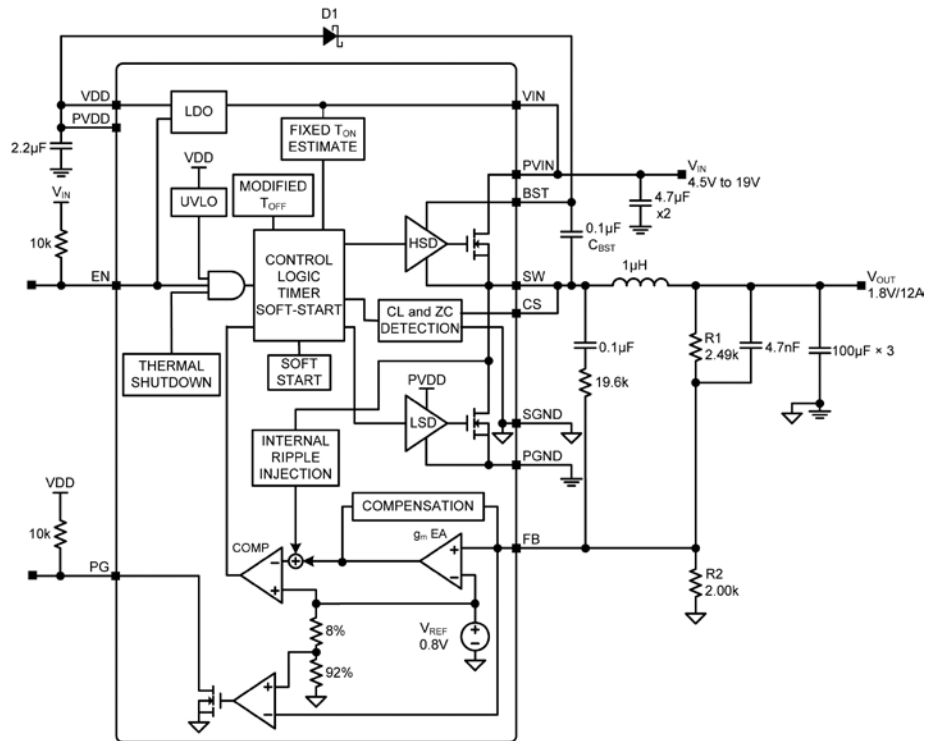 D1
VDD
LDO
VIN
PVDD
FIXED TON
ESTIMATE
2.2µF
VDD
PVIN
VIN
4.5V to 19V
VIN
UVLO
MODIFIED
TOFF
BST
4.7µF
x2
10k
HSD
0.1µF
CBST
CONTROL
LOGIC
TIMER
SOFT-START
1µH
EN
SW
VOUT
1.8V/12A
CS
CL and ZC
DETECTION
THERMAL
SHUTDOWN
SOFT
START
0.1µF
R1
2.49k
4.7nF
100µF × 3
PVDD
19.6k
LSD
SGND
INTERNAL
RIPPLE
INJECTION
PGND
VDD
COMPENSATION
10k
gm EA
COMP
FB
+
−
+
−
+
−
PG
R2
2.00k
8%
VREF
0.8V
+
−
92%
+
−